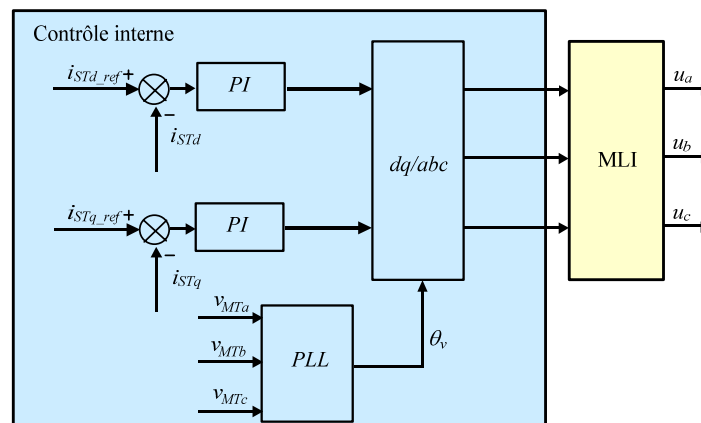 Contrôle interne
i_STd_ref +
−
i_STd
PI
i_STq_ref +
−
i_STq
PI
dq/abc
MLI
u_a
u_b
u_c
v_MTa
v_MTb
v_MTc
PLL
θ_v